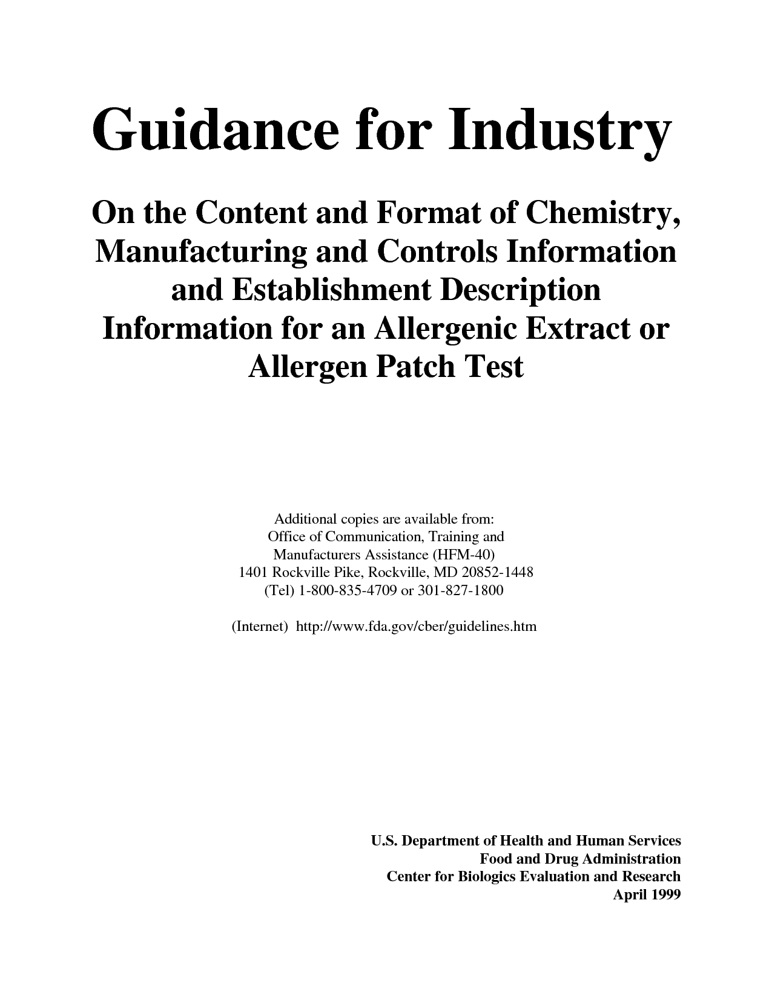 Guidance for Industry
On the Content and Format of Chemistry,
Manufacturing and Controls Information
and Establishment Description
Information for an Allergenic Extract or
Allergen Patch Test
Additional copies are available from:
Office of Communication, Training and
Manufacturers Assistance (HFM-40)
1401 Rockville Pike, Rockville, MD 20852-1448
(Tel) 1-800-835-4709 or 301-827-1800
(Internet)  http://www.fda.gov/cber/guidelines.htm
U.S. Department of Health and Human Services
Food and Drug Administration
Center for Biologics Evaluation and Research
April 1999